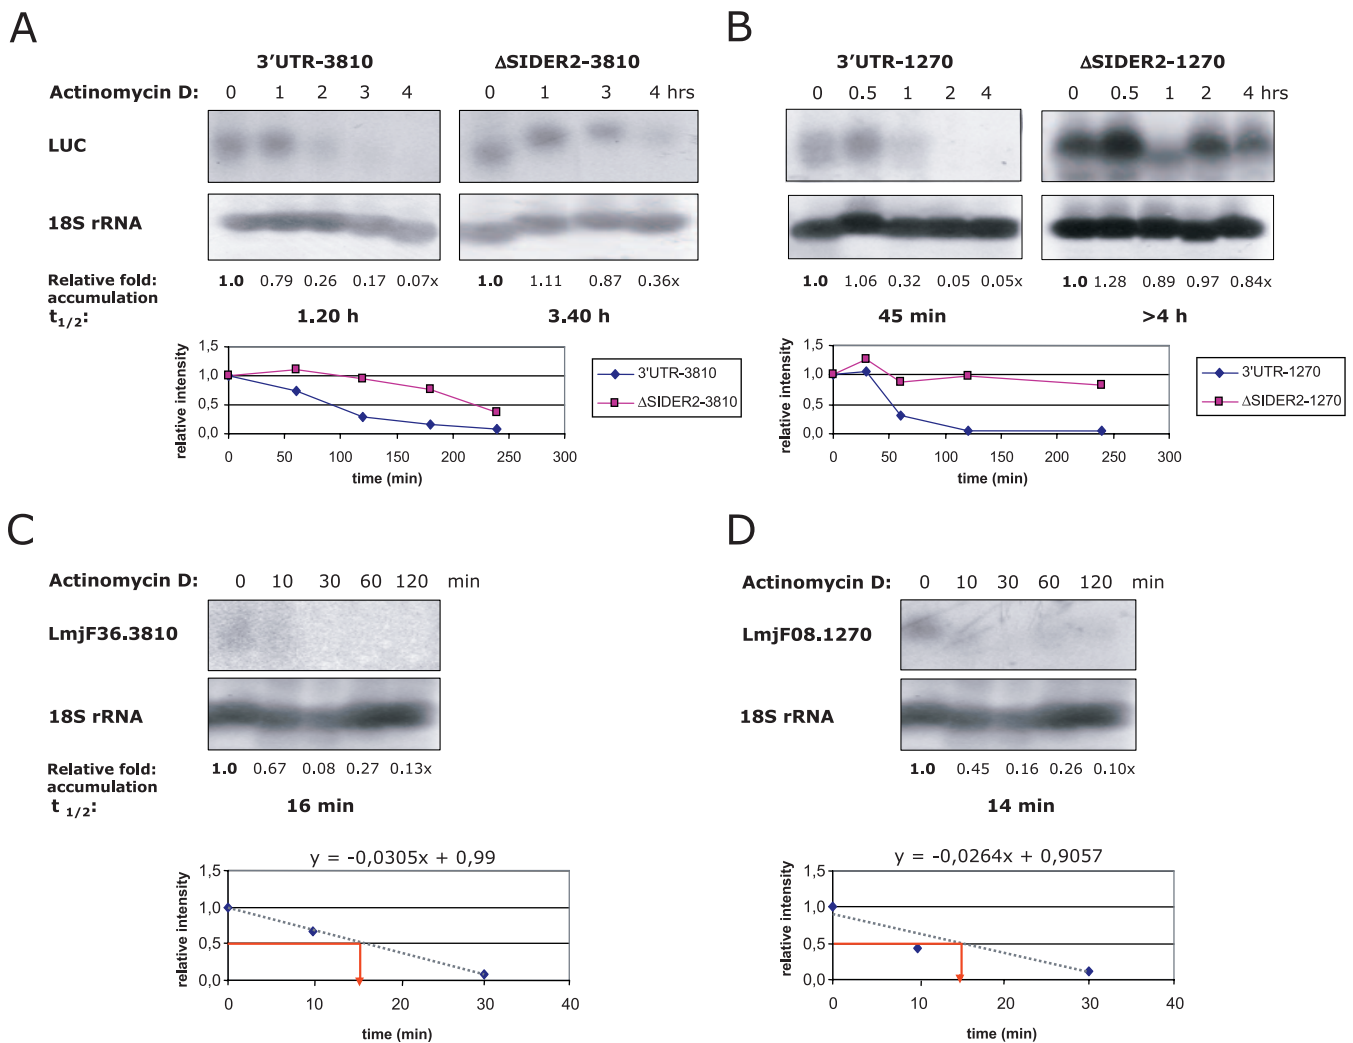 A
3'UTR-3810 ΔSIDER2-3810
Actinomycin D: 0 1 2 3 4 0 1 3 4 hrs
LUC
18S rRNA
Relative fold: 1.0 0.79 0.26 0.17 0.07x 1.0 1.11 0.87 0.36x
accumulation
t1/2: 1.20 h 3.40 h
relative intensity
1,5
1,0
0,5
0,0
0 50 100 150 200 250 300
time (min)
3'UTR-3810
ΔSIDER2-3810
B
3'UTR-1270 ΔSIDER2-1270
0 0.5 1 2 4 0 0.5 1 2 4 hrs
1.0 1.06 0.32 0.05 0.05x 1.0 1.28 0.89 0.97 0.84x
45 min >4 h
relative intensity
1,5
1,0
0,5
0,0
0 50 100 150 200 250 300
time (min)
3'UTR-1270
ΔSIDER2-1270
C
Actinomycin D: 0 10 30 60 120 min
LmjF36.3810
18S rRNA
Relative fold: 1.0 0.67 0.08 0.27 0.13x
accumulation
t 1/2: 16 min
y = -0,0305x + 0,99
relative intensity
1,5
1,0
0,5
0,0
0 10 20 30 40
time (min)
D
Actinomycin D: 0 10 30 60 120 min
LmjF08.1270
18S rRNA
1.0 0.45 0.16 0.26 0.10x
14 min
y = -0,0264x + 0,9057
relative intensity
1,5
1,0
0,5
0,0
0 10 20 30 40
time (min)